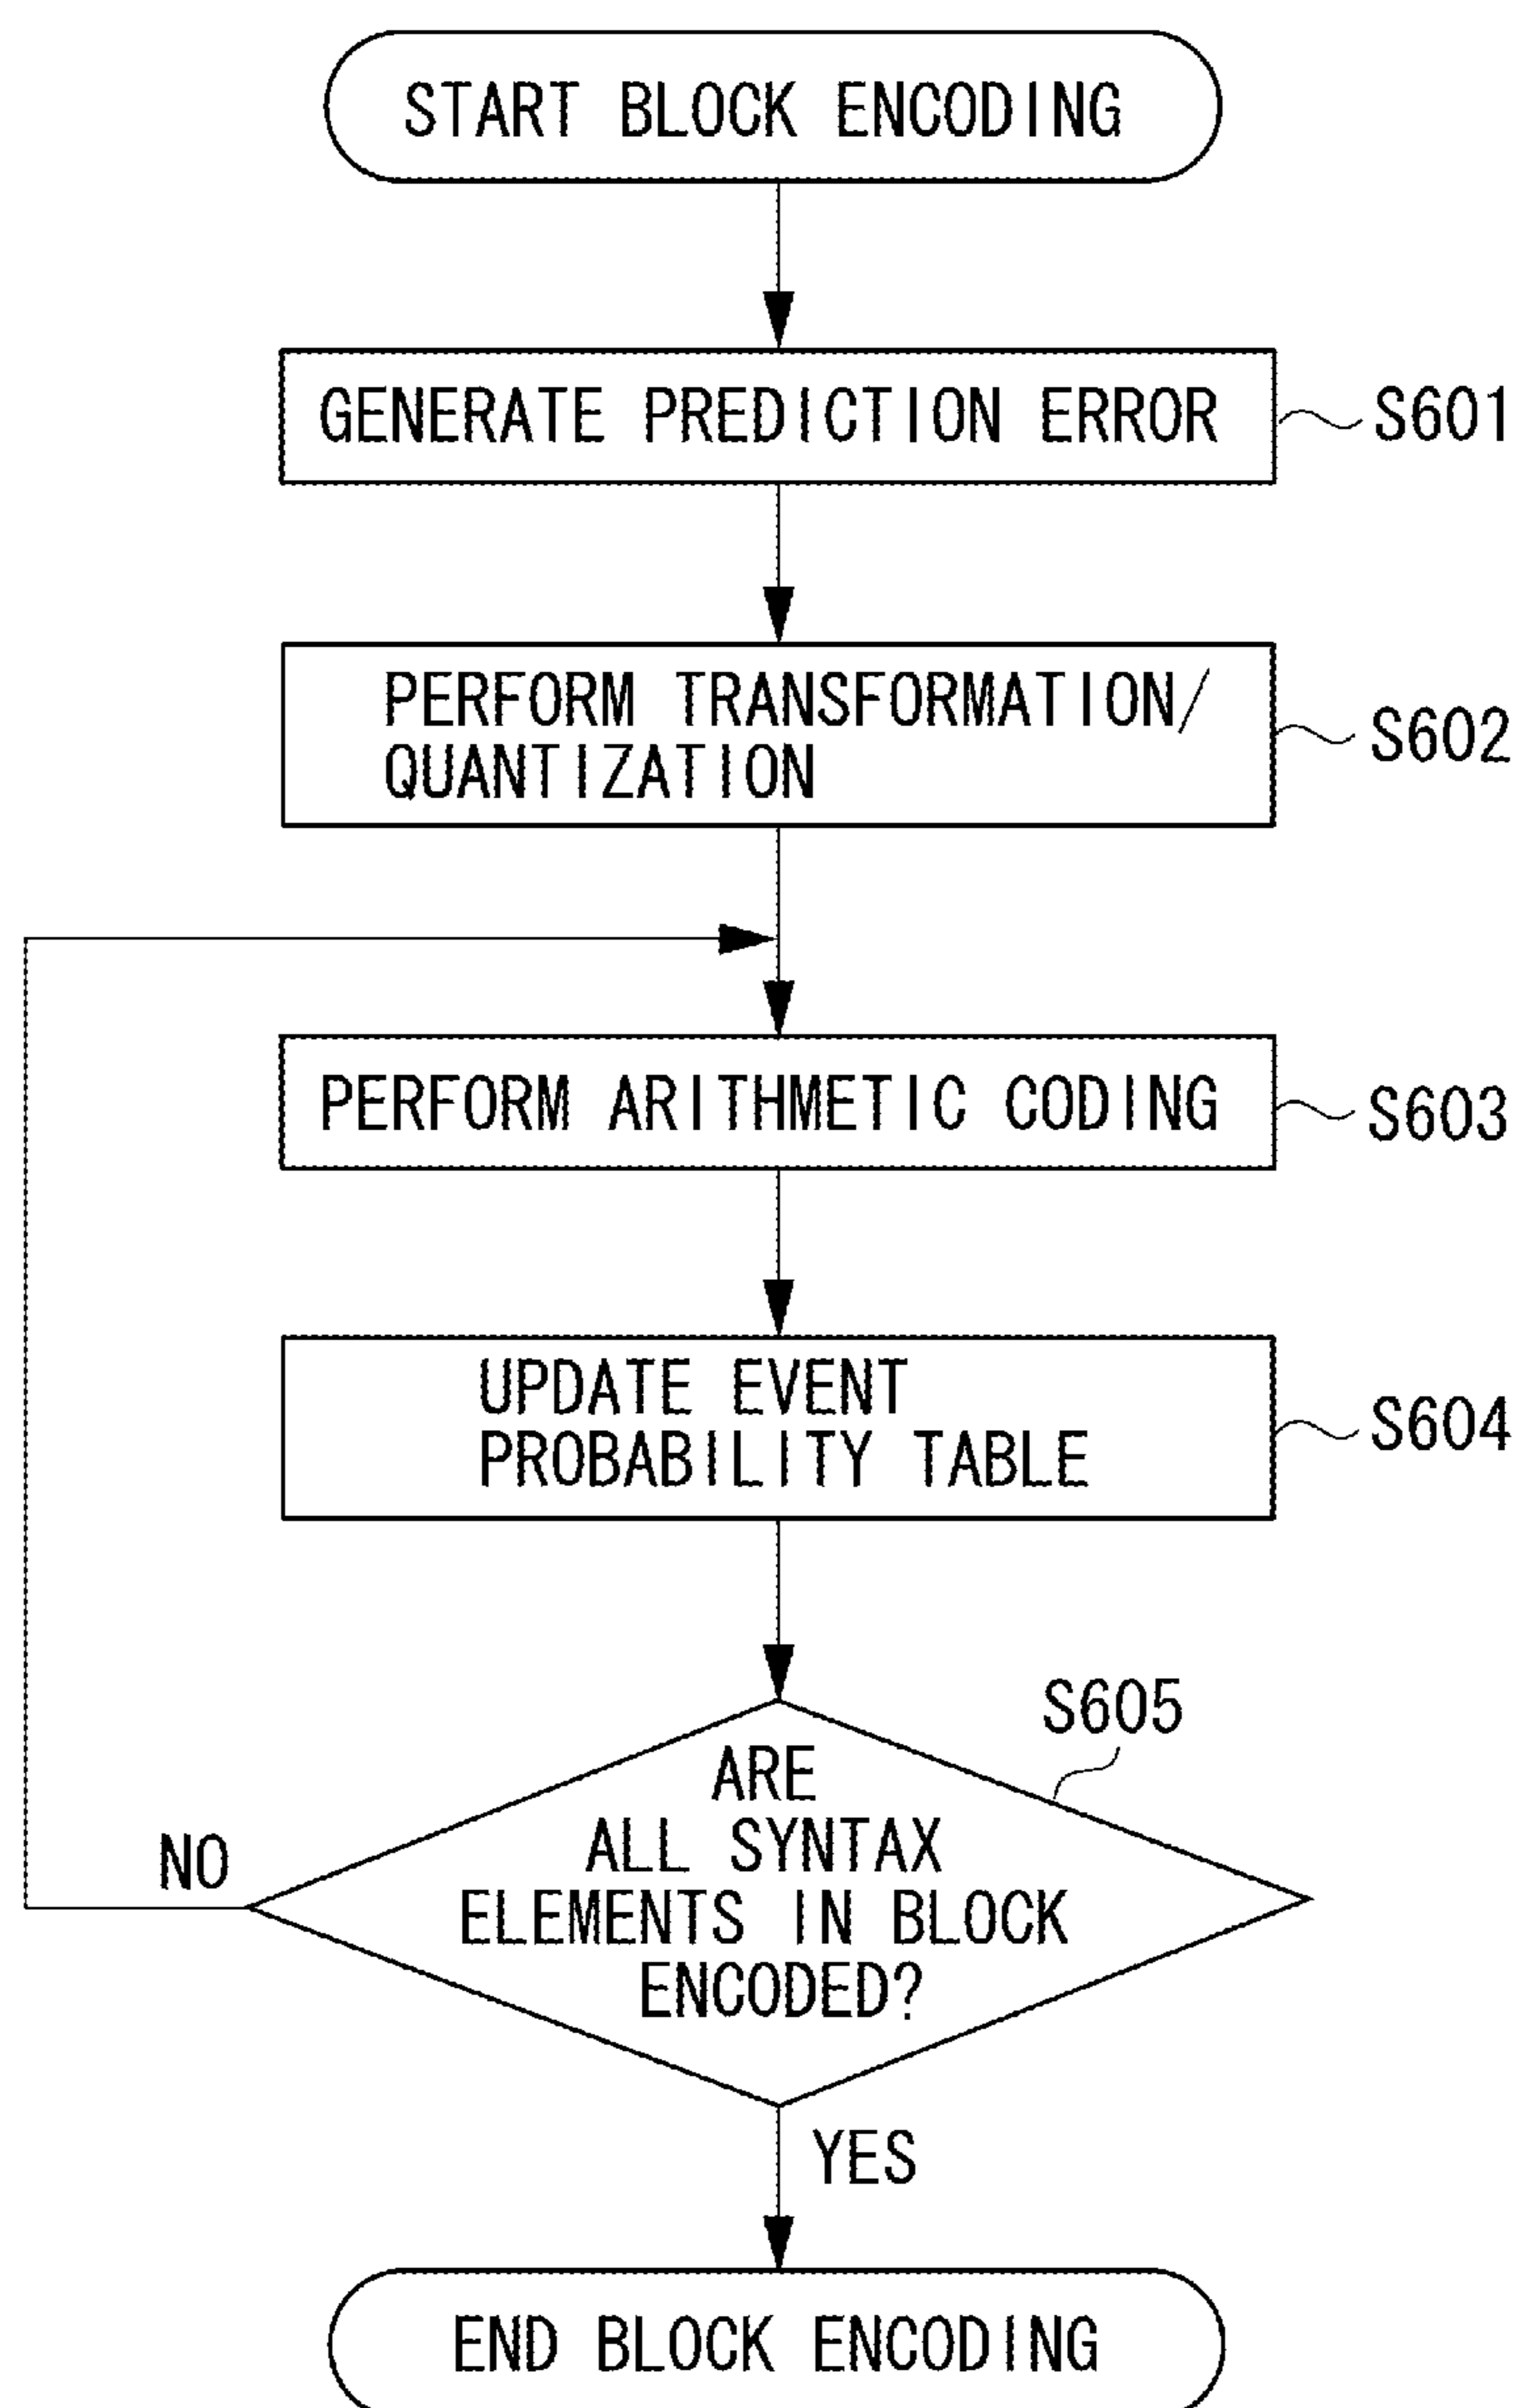 START BLOCK ENCODING
GENERATE PREDICTION ERROR
S601
PERFORM TRANSFORMATION/
QUANTIZATION
S602
PERFORM ARITHMETIC CODING
S603
UPDATE EVENT
PROBABILITY TABLE
S604
S605
ARE
ALL SYNTAX
ELEMENTS IN BLOCK
ENCODED?
NO
YES
END BLOCK ENCODING